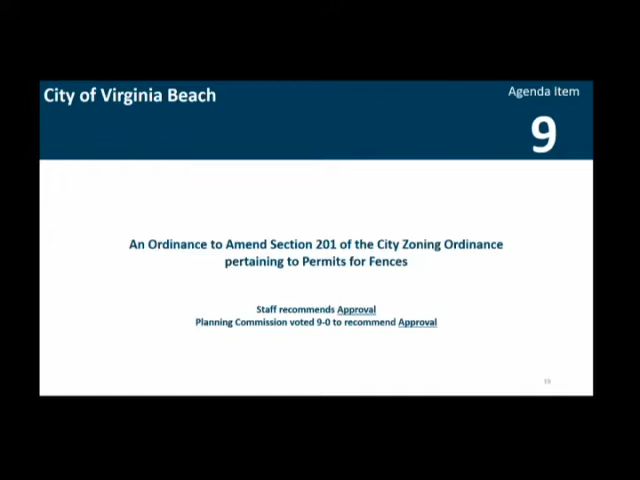 City of Virginia Beach
Agenda Item
9
An Ordinance to Amend Section 201 of the City Zoning Ordinance
pertaining to Permits for Fences
Staff recommends Approval
Planning Commission voted 9-0 to recommend Approval